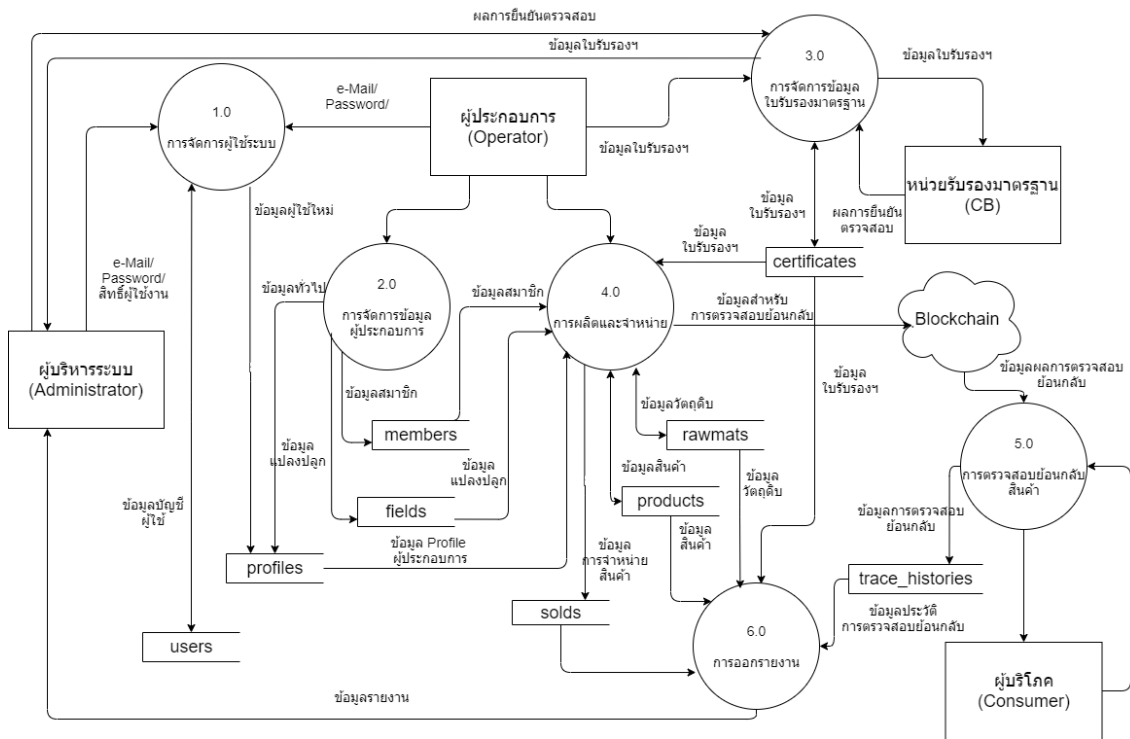 ผลการยืนยันตรวจสอบ
ข้อมูลใบรับรองฯ
3.0
การจัดการข้อมูล
ใบรับรองมาตรฐาน
ข้อมูลใบรับรองฯ
e-Mail/
Password/
1.0
การจัดการผู้ใช้ระบบ
ผู้ประกอบการ
(Operator)
ข้อมูลใบรับรองฯ
หน่วยรับรองมาตรฐาน
(CB)
ข้อมูลผู้ใช้ใหม่
ข้อมูล
ใบรับรองฯ
ผลการยืนยัน
ตรวจสอบ
ข้อมูล
ใบรับรองฯ
certificates
e-Mail/
Password/
สิทธิ์ผู้ใช้งาน
ข้อมูลทั่วไป
2.0
การจัดการข้อมูล
ผู้ประกอบการ
ข้อมูลสมาชิก
4.0
การผลิตและจำหน่าย
ข้อมูลสำหรับ
การตรวจสอบย้อนกลับ
Blockchain
ผู้บริหารระบบ
(Administrator)
ข้อมูล
ใบรับรองฯ
ข้อมูลผลการตรวจสอบ
ย้อนกลับ
ข้อมูลสมาชิก
members
ข้อมูลวัตถุดิบ
rawmats
5.0
การตรวจสอบย้อนกลับ
สินค้า
ข้อมูล
แปลงปลูก
ข้อมูล
แปลงปลูก
ข้อมูลสินค้า
ข้อมูล
วัตถุดิบ
products
fields
ข้อมูลบัญชี
ผู้ใช้
ข้อมูล
สินค้า
ข้อมูลการตรวจสอบ
ย้อนกลับ
ข้อมูล Profile
ผู้ประกอบการ
ข้อมูล
การจำหน่าย
สินค้า
profiles
trace_histories
solds
ข้อมูลประวัติ
การตรวจสอบย้อนกลับ
users
6.0
การออกรายงาน
ผู้บริโภค
(Consumer)
ข้อมูลรายงาน